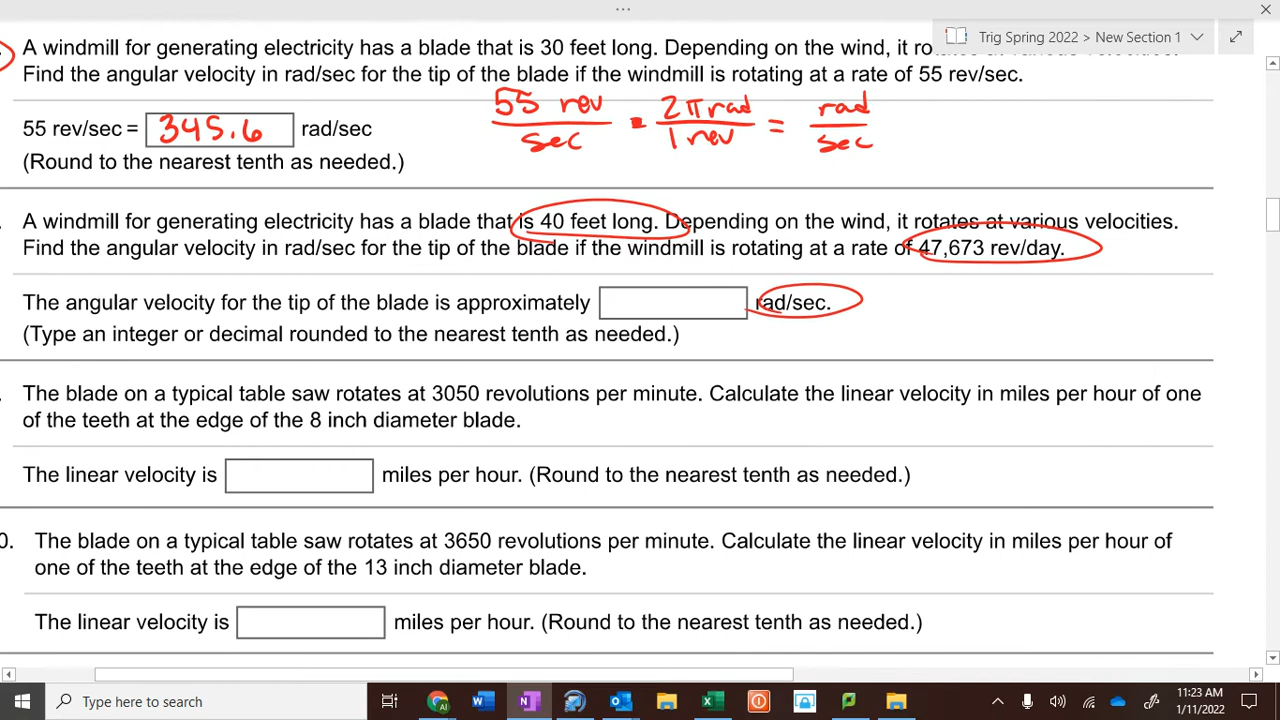 ...
Trig Spring 2022 > New Section 1
A windmill for generating electricity has a blade that is 30 feet long. Depending on the wind, it
Find the angular velocity in rad/sec for the tip of the blade if the windmill is rotating at a rate of 55 rev/sec.
55 rev/sec = 345.6 rad/sec
55 rev / sec · 2π rad / 1 rev = rad / sec
(Round to the nearest tenth as needed.)
A windmill for generating electricity has a blade that is 40 feet long. Depending on the wind, it rotates at various velocities.
Find the angular velocity in rad/sec for the tip of the blade if the windmill is rotating at a rate of 47,673 rev/day.
The angular velocity for the tip of the blade is approximately rad/sec.
(Type an integer or decimal rounded to the nearest tenth as needed.)
The blade on a typical table saw rotates at 3050 revolutions per minute. Calculate the linear velocity in miles per hour of one
of the teeth at the edge of the 8 inch diameter blade.
The linear velocity is miles per hour. (Round to the nearest tenth as needed.)
0. The blade on a typical table saw rotates at 3650 revolutions per minute. Calculate the linear velocity in miles per hour of
one of the teeth at the edge of the 13 inch diameter blade.
The linear velocity is miles per hour. (Round to the nearest tenth as needed.)
Type here to search
11:23 AM
1/11/2022